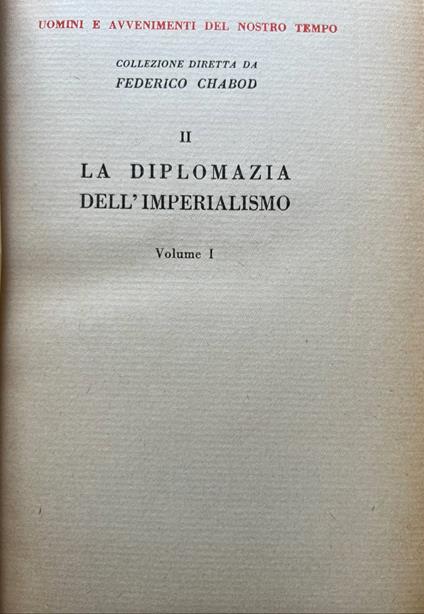 UOMINI E AVVENIMENTI DEL NOSTRO TEMPO
COLLEZIONE DIRETTA DA
FEDERICO CHABOD
II
LA DIPLOMAZIA
DELL'IMPERIALISMO
Volume I